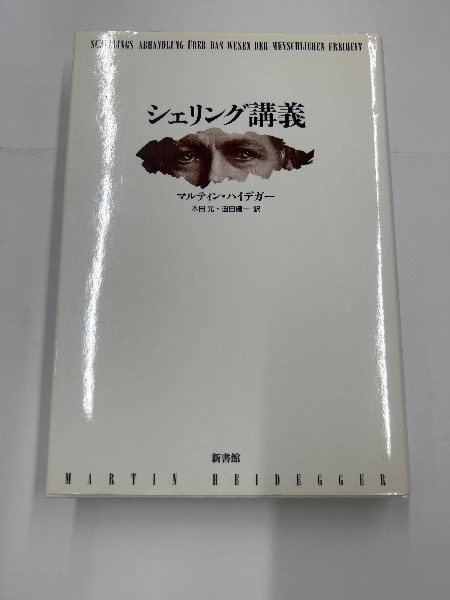 SCHELLINGS ABHANDLUNG ÜBER DAS WESEN DER MENSCHLICHEN FREIHEIT
シェリング講義
マルティン・ハイデガー
木田 元・迫田健一 訳
新書館
MARTIN HEIDEGGER